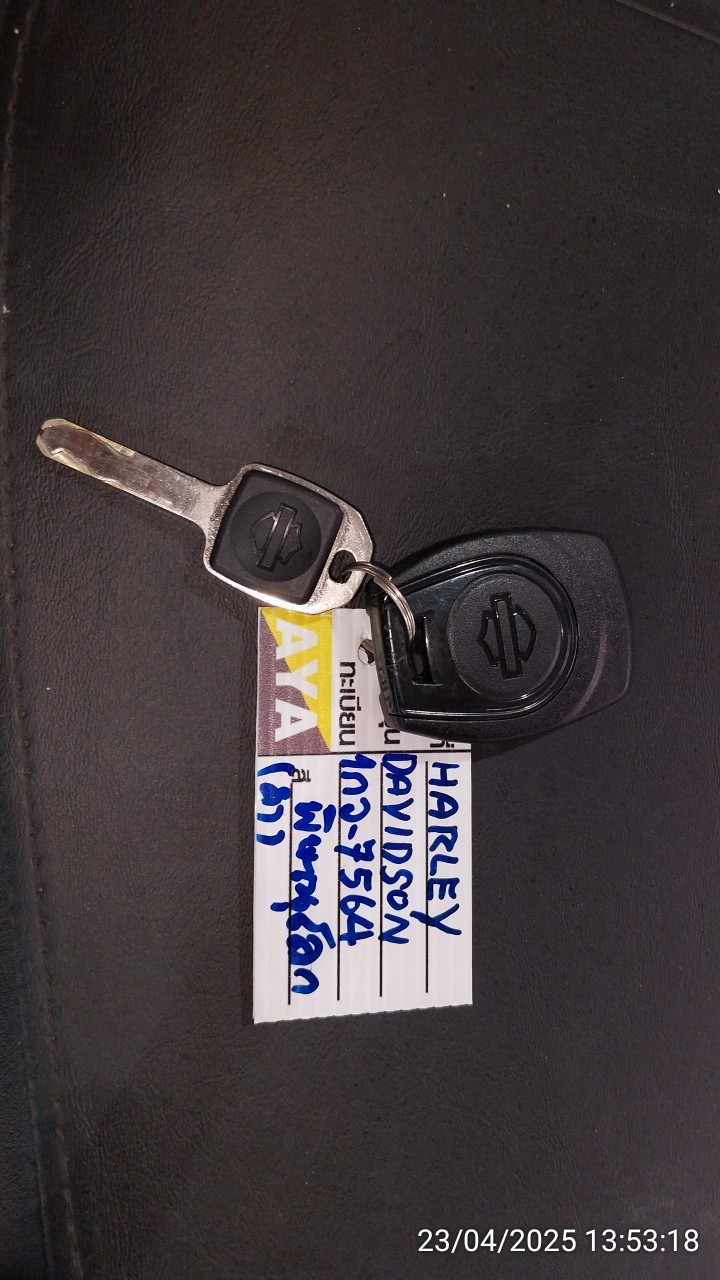 HARLEY
DAVIDSON
ทะเบียน 1กว-7564
พิษณุโลก
สี (ดำ)
AYA
23/04/2025 13:53:18